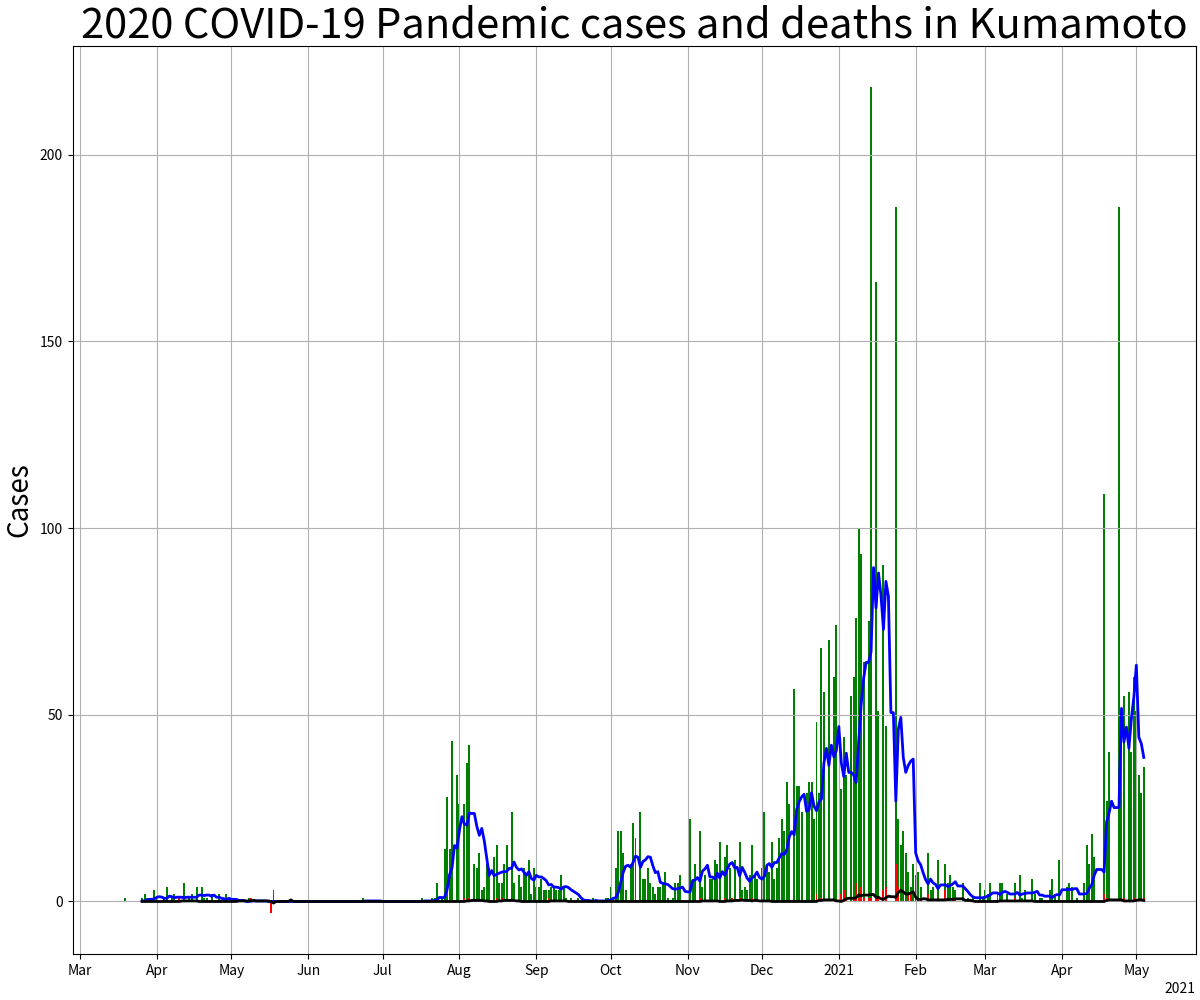 2020 COVID-19 Pandemic cases and deaths in Kumamoto
Cases
200
150
100
50
0
Mar Apr May Jun Jul Aug Sep Oct Nov Dec 2021 Feb Mar Apr May
2021